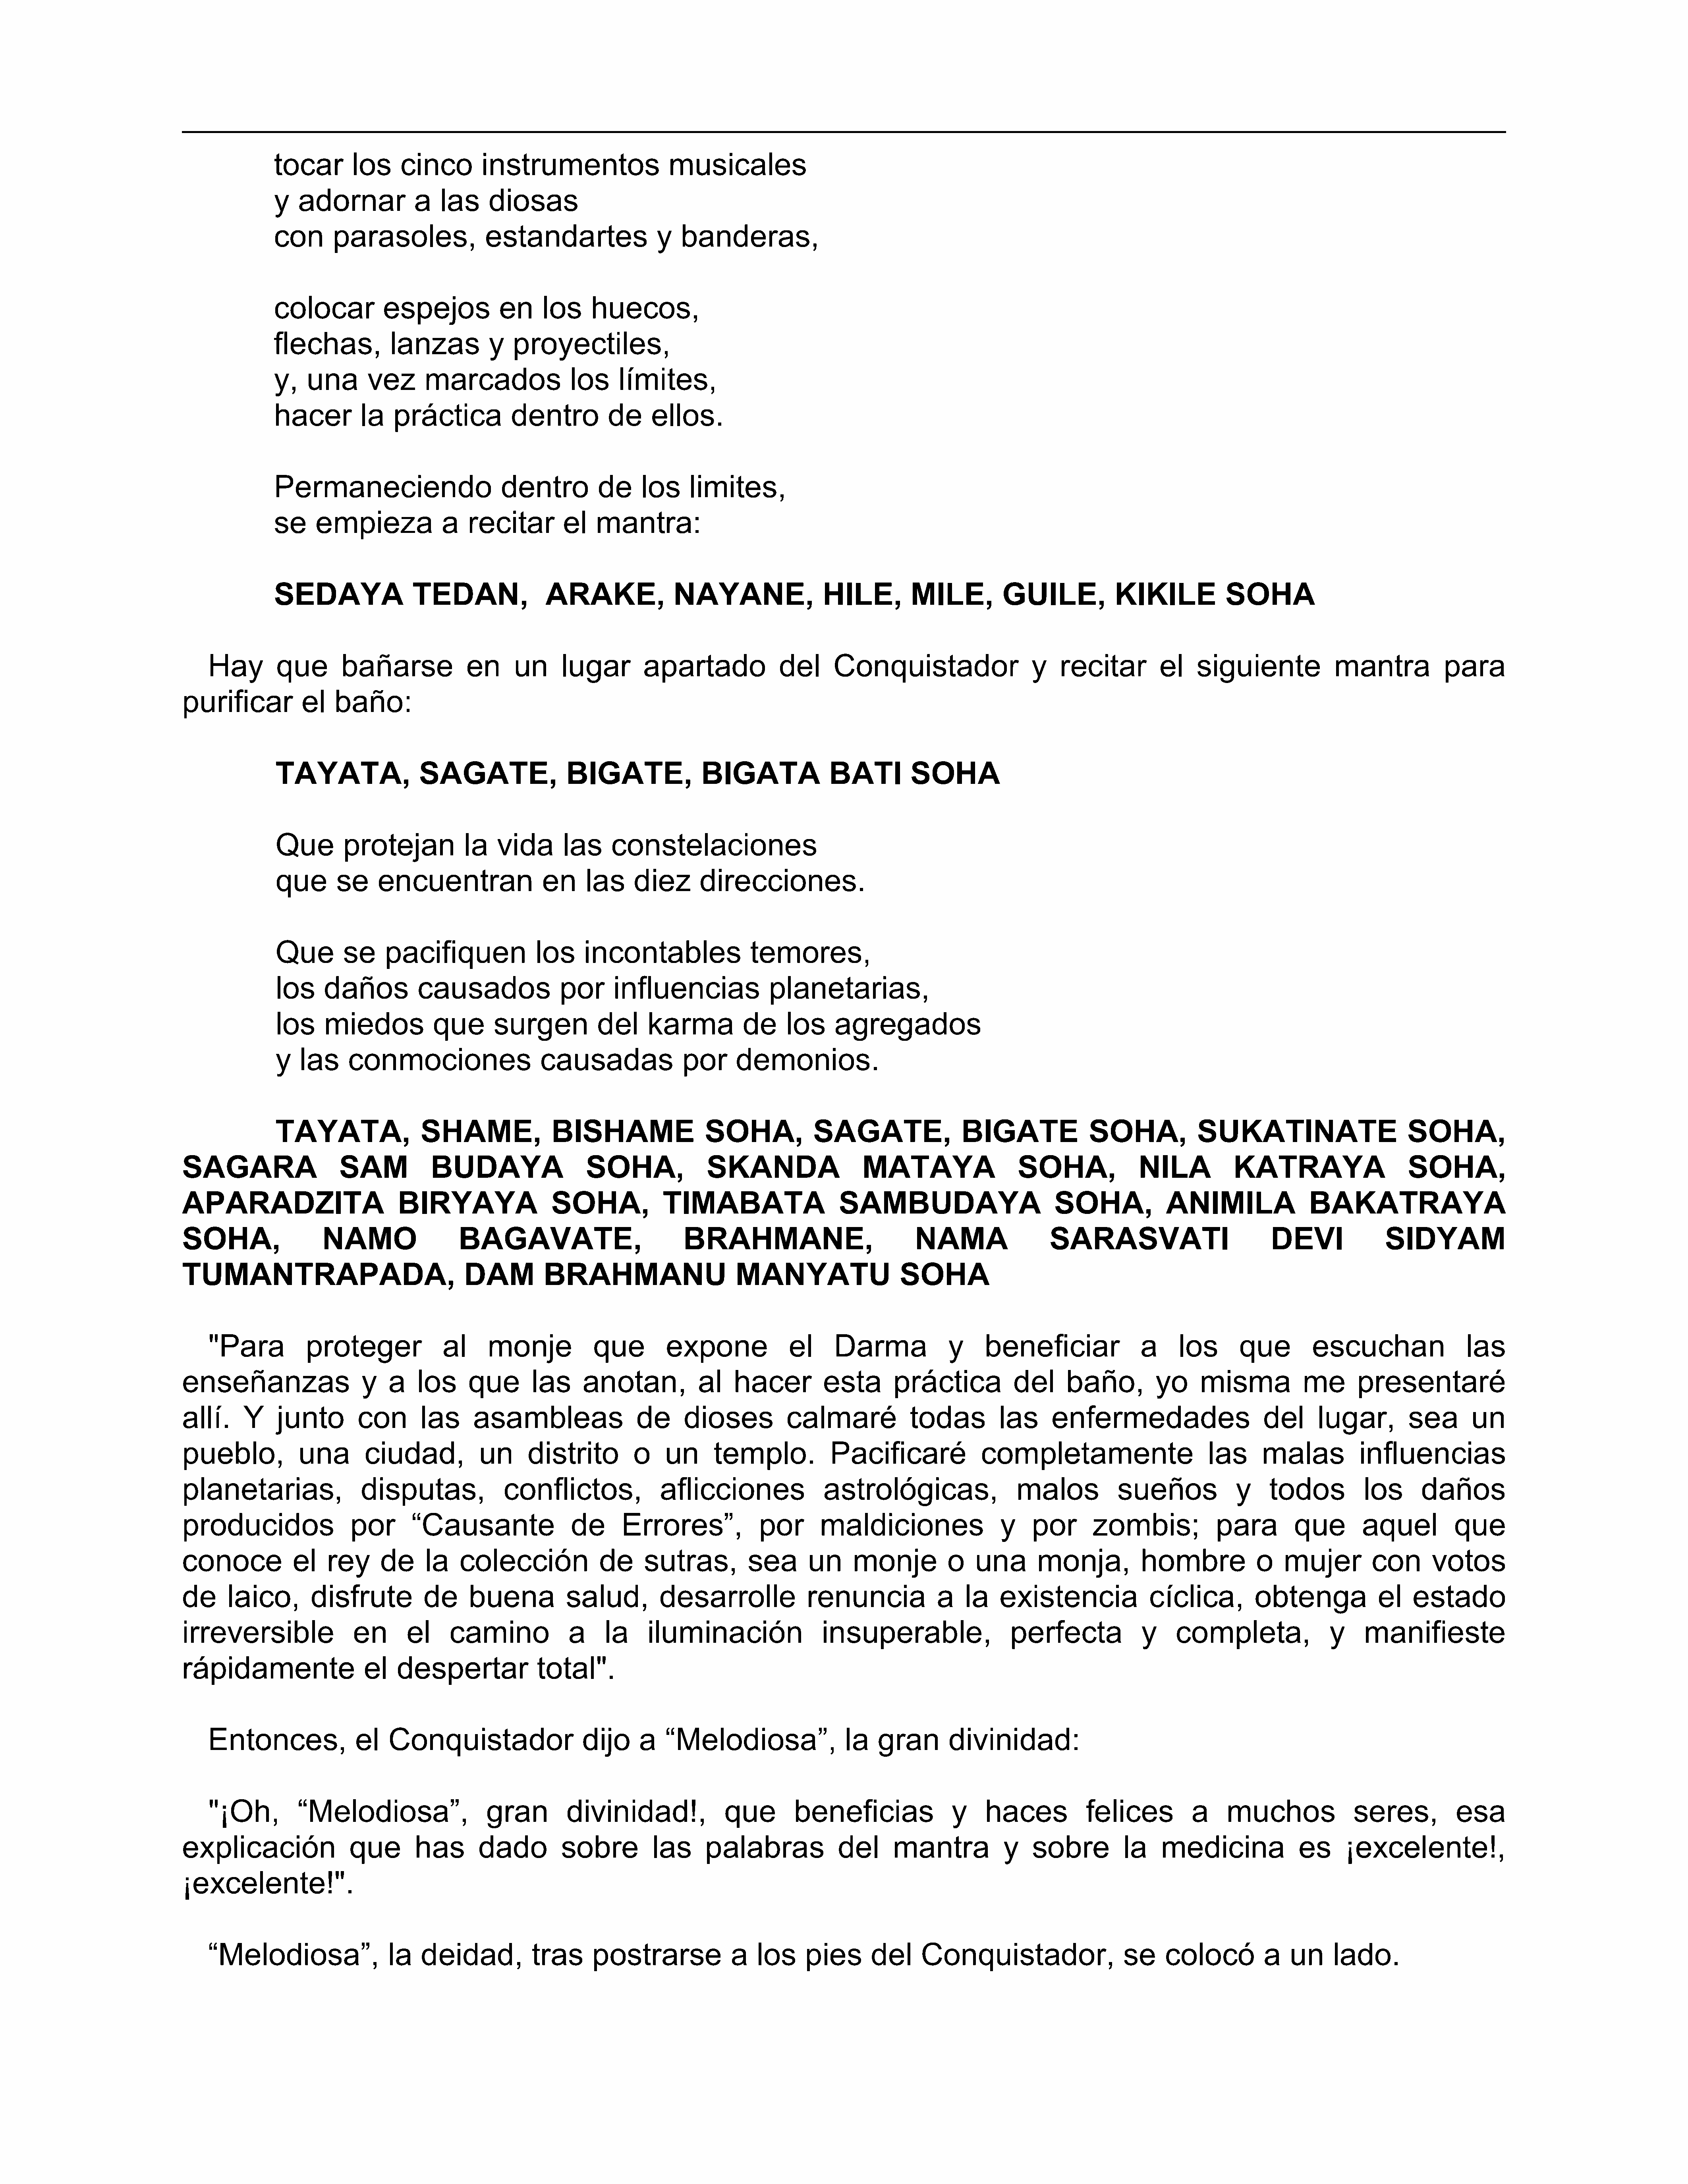 tocar los cinco instrumentos musicales
y adornar a las diosas
con parasoles, estandartes y banderas,
colocar espejos en los huecos,
flechas, lanzas y proyectiles,
y, una vez marcados los límites,
hacer la práctica dentro de ellos.
Permaneciendo dentro de los limites,
se empieza a recitar el mantra:
SEDAYA TEDAN,  ARAKE, NAYANE, HILE, MILE, GUILE, KIKILE SOHA
Hay que bañarse en un lugar apartado del Conquistador y recitar el siguiente mantra para
purificar el baño:
TAYATA, SAGATE, BIGATE, BIGATA BATI SOHA
Que protejan la vida las constelaciones
que se encuentran en las diez direcciones.
Que se pacifiquen los incontables temores,
los daños causados por influencias planetarias,
los miedos que surgen del karma de los agregados
y las conmociones causadas por demonios.
TAYATA, SHAME, BISHAME SOHA, SAGATE, BIGATE SOHA, SUKATINATE SOHA,
SAGARA SAM BUDAYA SOHA, SKANDA MATAYA SOHA, NILA KATRAYA SOHA,
APARADZITA BIRYAYA SOHA, TIMABATA SAMBUDAYA SOHA, ANIMILA BAKATRAYA
SOHA, NAMO BAGAVATE, BRAHMANE, NAMA SARASVATI DEVI SIDYAM
TUMANTRAPADA, DAM BRAHMANU MANYATU SOHA
"Para proteger al monje que expone el Darma y beneficiar a los que escuchan las
enseñanzas y a los que las anotan, al hacer esta práctica del baño, yo misma me presentaré
allí. Y junto con las asambleas de dioses calmaré todas las enfermedades del lugar, sea un
pueblo, una ciudad, un distrito o un templo. Pacificaré completamente las malas influencias
planetarias, disputas, conflictos, aflicciones astrológicas, malos sueños y todos los daños
producidos por “Causante de Errores”, por maldiciones y por zombis; para que aquel que
conoce el rey de la colección de sutras, sea un monje o una monja, hombre o mujer con votos
de laico, disfrute de buena salud, desarrolle renuncia a la existencia cíclica, obtenga el estado
irreversible en el camino a la iluminación insuperable, perfecta y completa, y manifieste
rápidamente el despertar total".
Entonces, el Conquistador dijo a “Melodiosa”, la gran divinidad:
"¡Oh, “Melodiosa”, gran divinidad!, que beneficias y haces felices a muchos seres, esa
explicación que has dado sobre las palabras del mantra y sobre la medicina es ¡excelente!,
¡excelente!".
“Melodiosa”, la deidad, tras postrarse a los pies del Conquistador, se colocó a un lado.